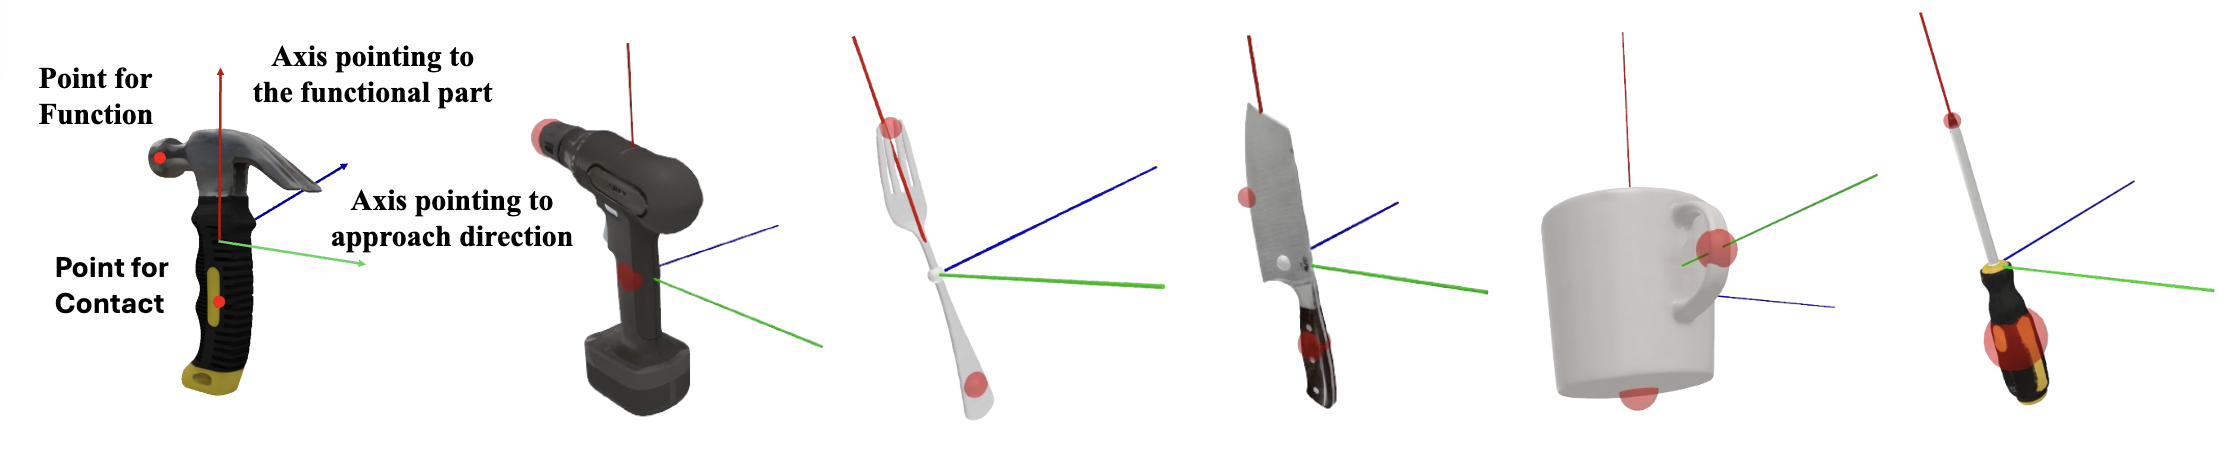 Point for
Function
Axis pointing to
the functional part
Axis pointing to
approach direction
Point for
Contact